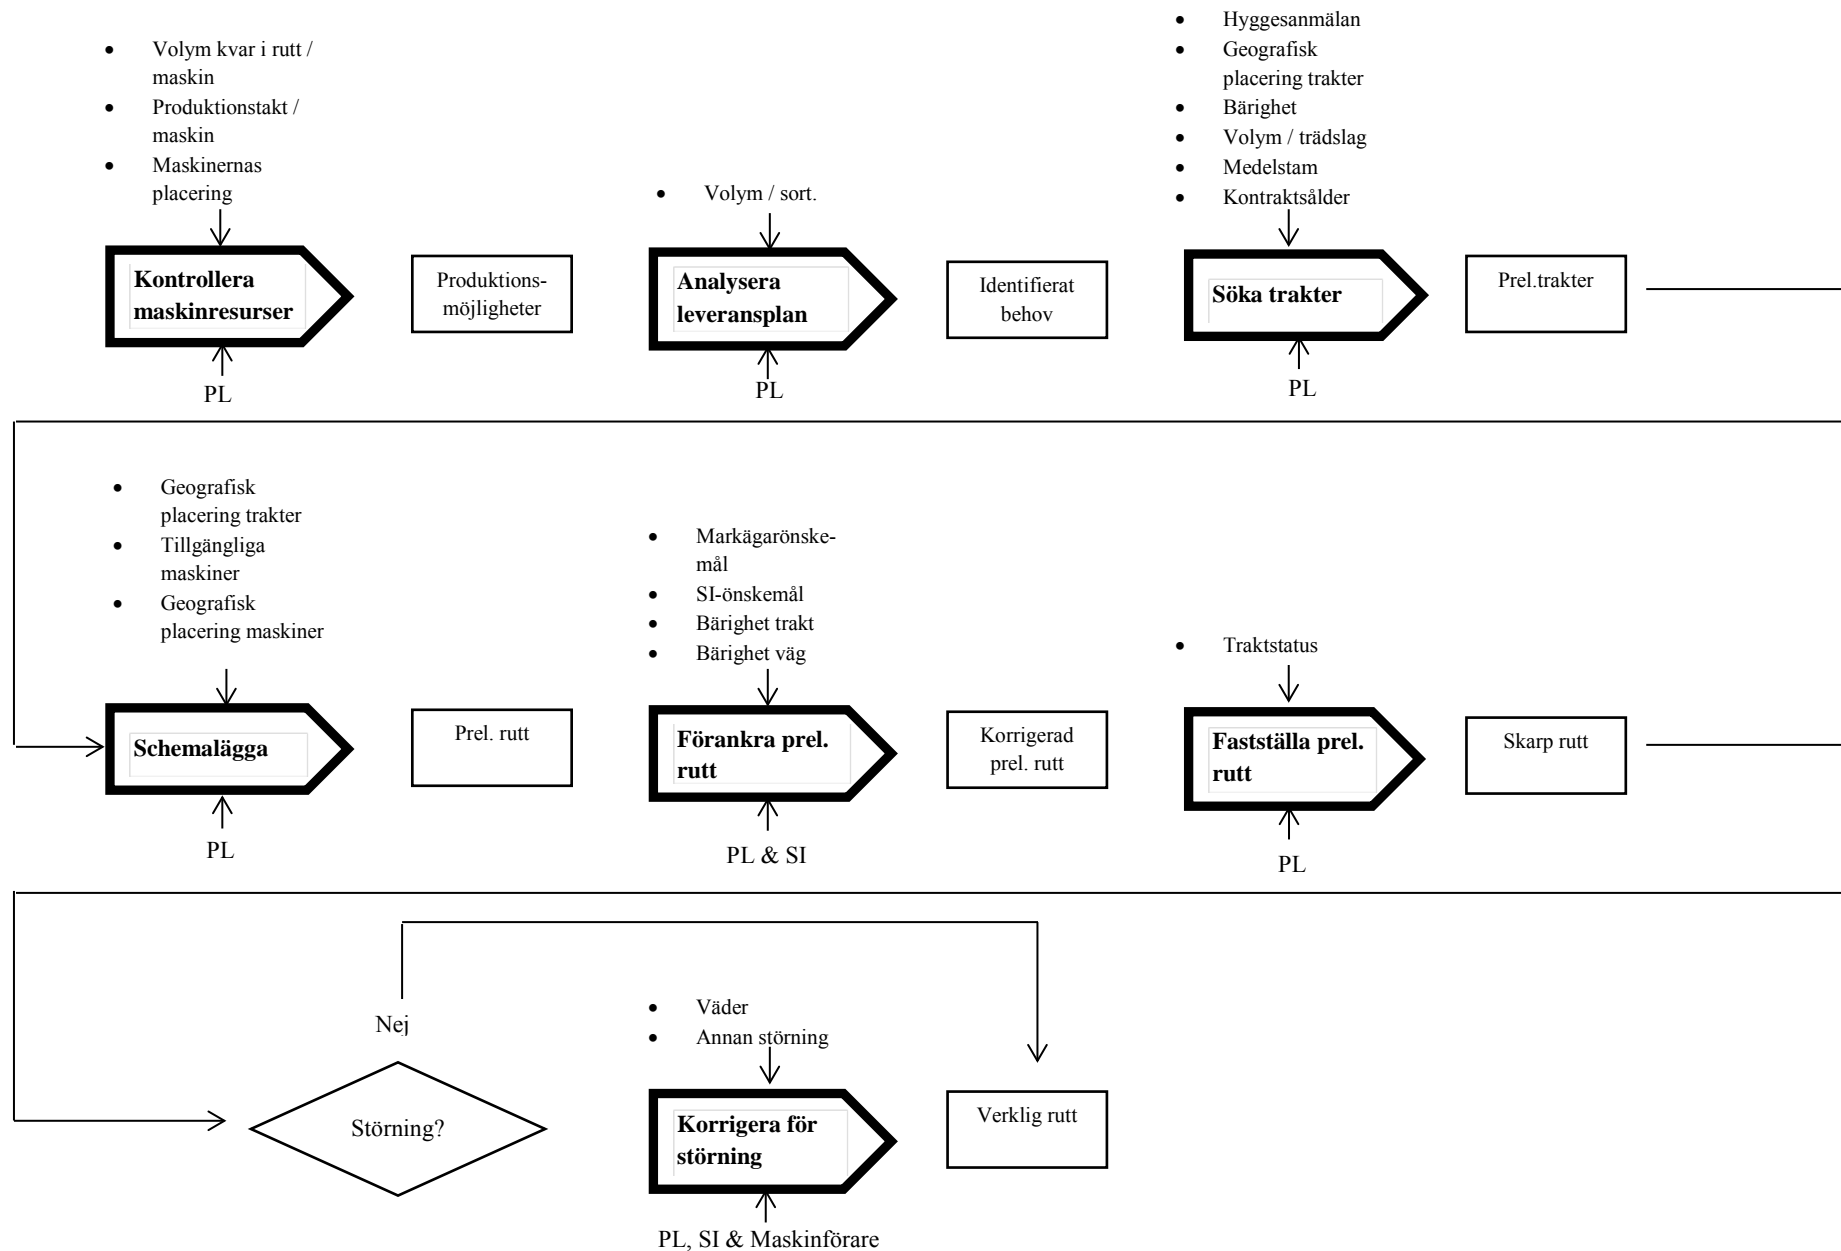 • Volym kvar i rutt /
maskin
• Produktionstakt /
maskin
• Maskinernas
placering
Kontrollera
maskinresurser
PL
Produktions-
möjligheter
• Volym / sort.
Analysera
leveransplan
PL
Identifierat
behov
• Hyggesanmälan
• Geografisk
placering trakter
• Bärighet
• Volym / trädslag
• Medelstam
• Kontraktsålder
Söka trakter
PL
Prel.trakter
• Geografisk
placering trakter
• Tillgängliga
maskiner
• Geografisk
placering maskiner
Schemalägga
PL
Prel. rutt
• Markägarönske-
mål
• SI-önskemål
• Bärighet trakt
• Bärighet väg
Förankra prel.
rutt
PL & SI
Korrigerad
prel. rutt
• Traktstatus
Fastställa prel.
rutt
PL
Skarp rutt
Nej
Störning?
• Väder
• Annan störning
Korrigera för
störning
PL, SI & Maskinförare
Verklig rutt